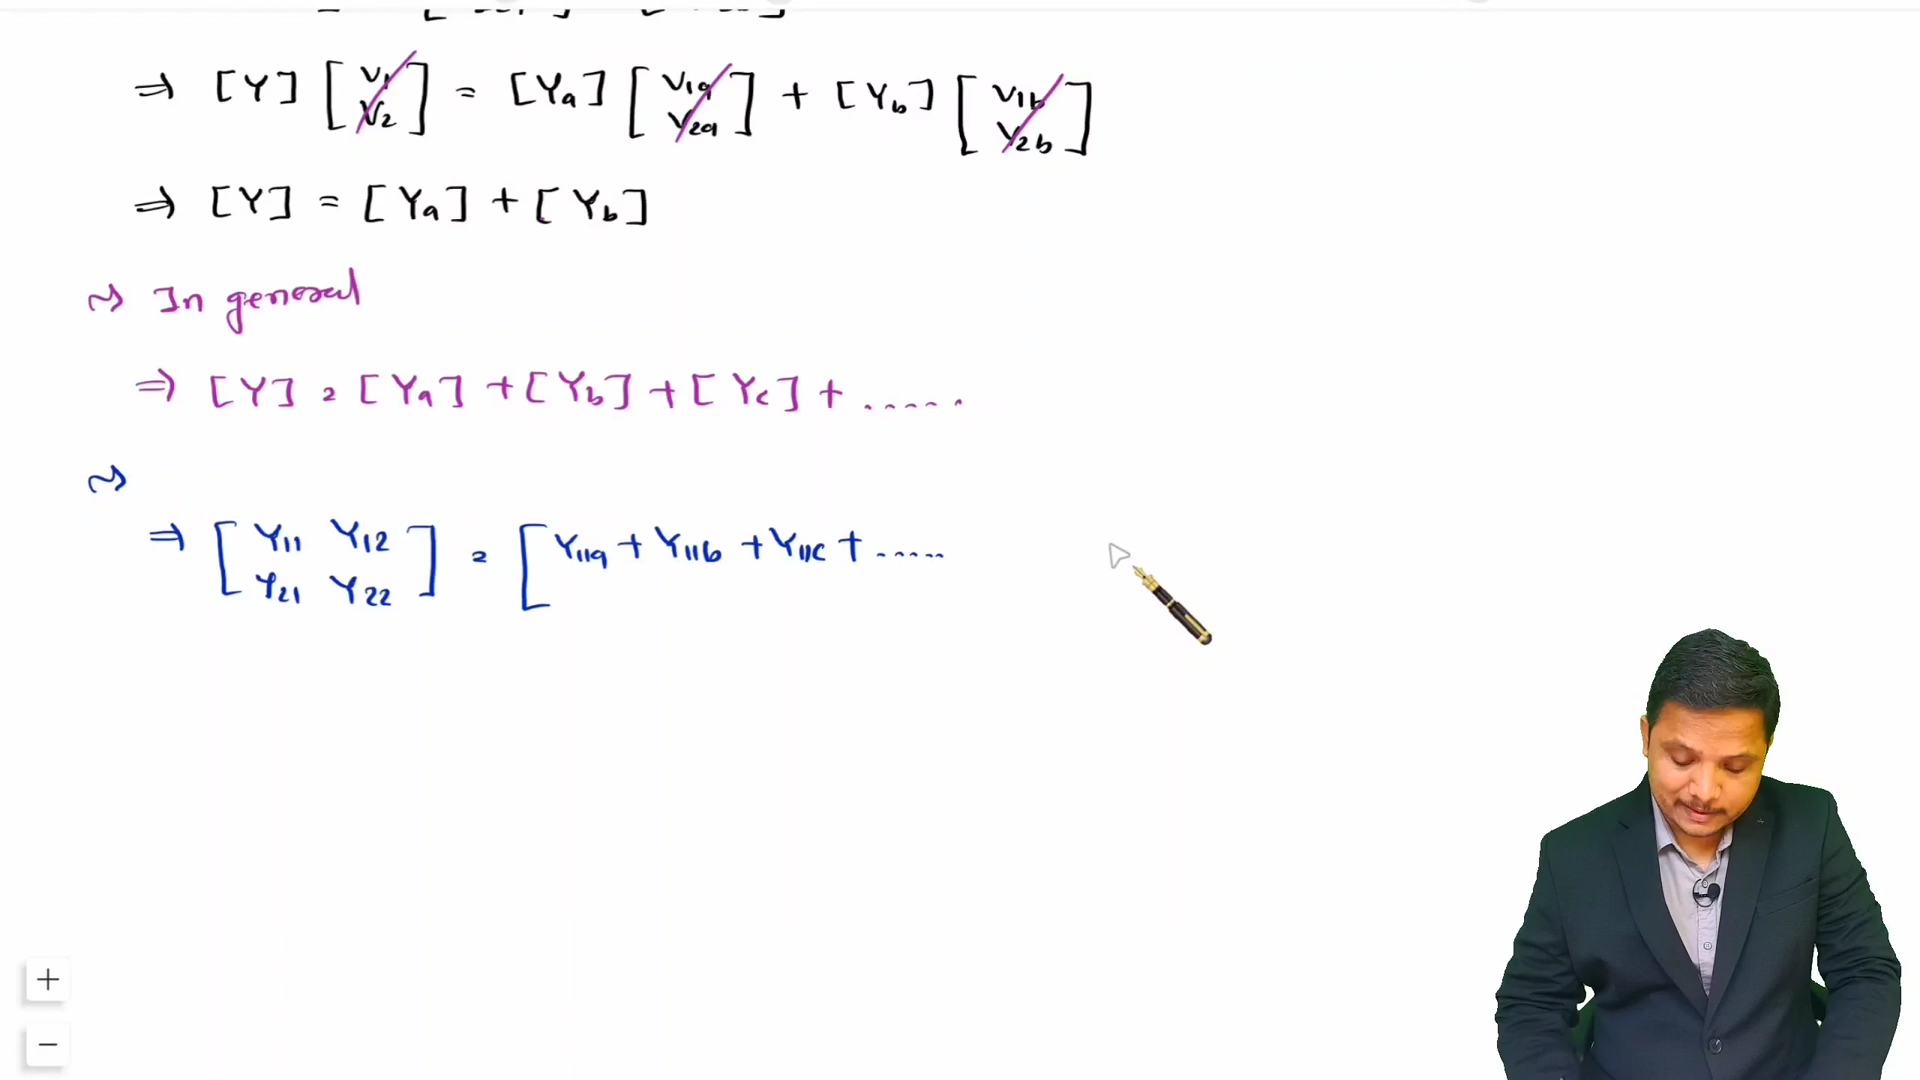 ⇒ [Y] [V1 V2] = [Ya] [V1a V2a] + [Yb] [V1b V2b]
⇒ [Y] = [Ya] + [Yb]
In general
⇒ [Y] = [Ya] + [Yb] + [Yc] + .....
⇒ [Y11 Y12 Y21 Y22] = [Y11a + Y11b + Y11c + .....
+
−